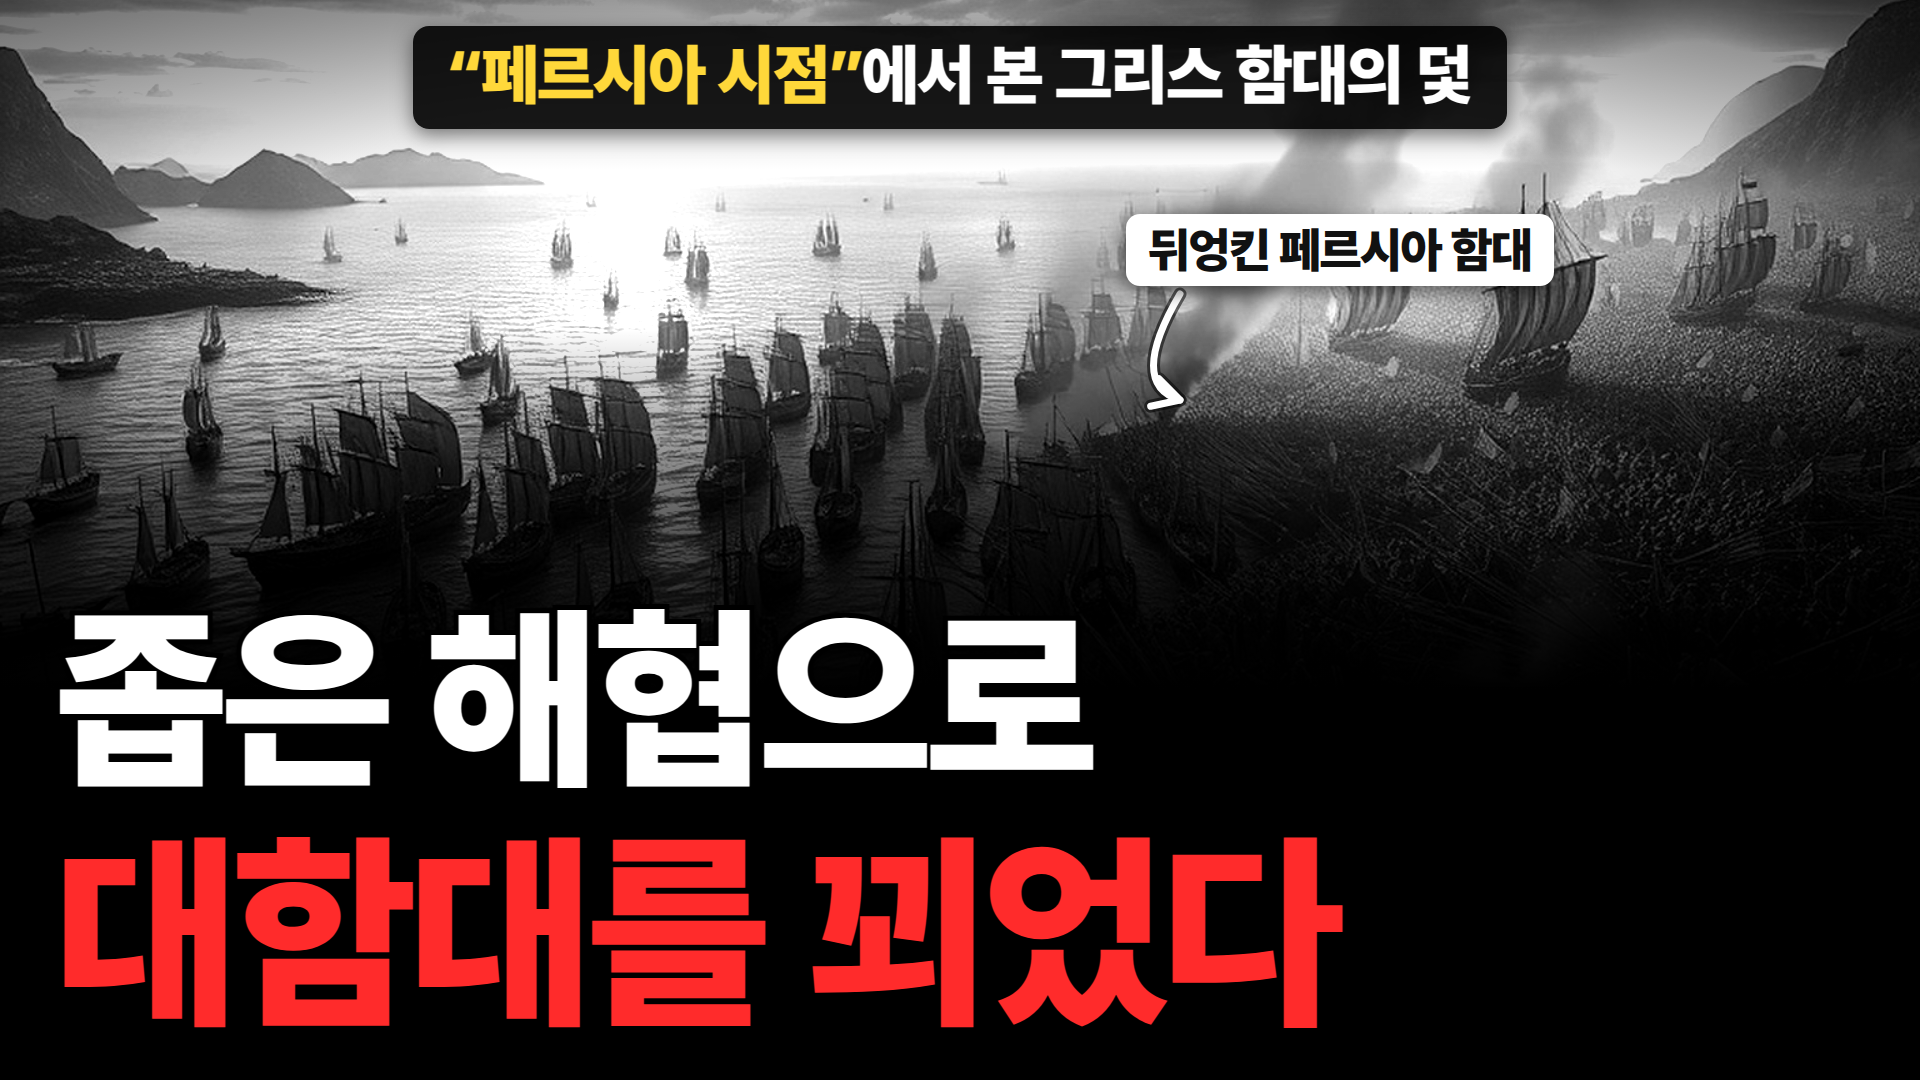 “페르시아 시점”에서 본 그리스 함대의 덫
뒤엉킨 페르시아 함대
좁은 해협으로
대함대를 꾀었다